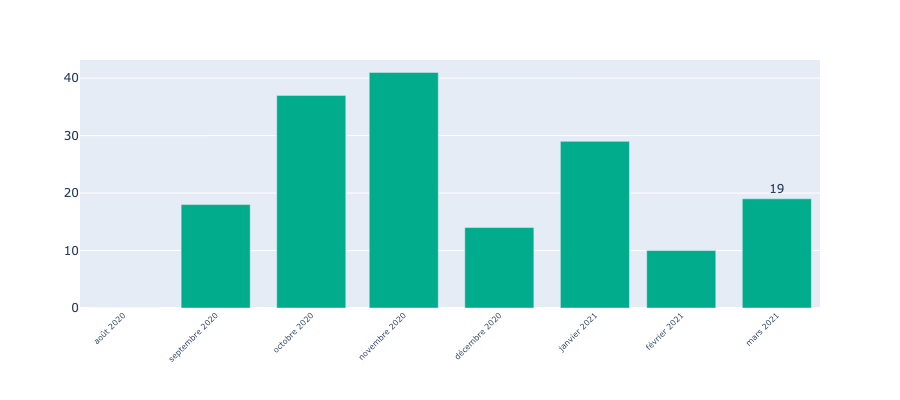 40
30
20
10
0
19
août 2020
septembre 2020
octobre 2020
novembre 2020
décembre 2020
janvier 2021
février 2021
mars 2021